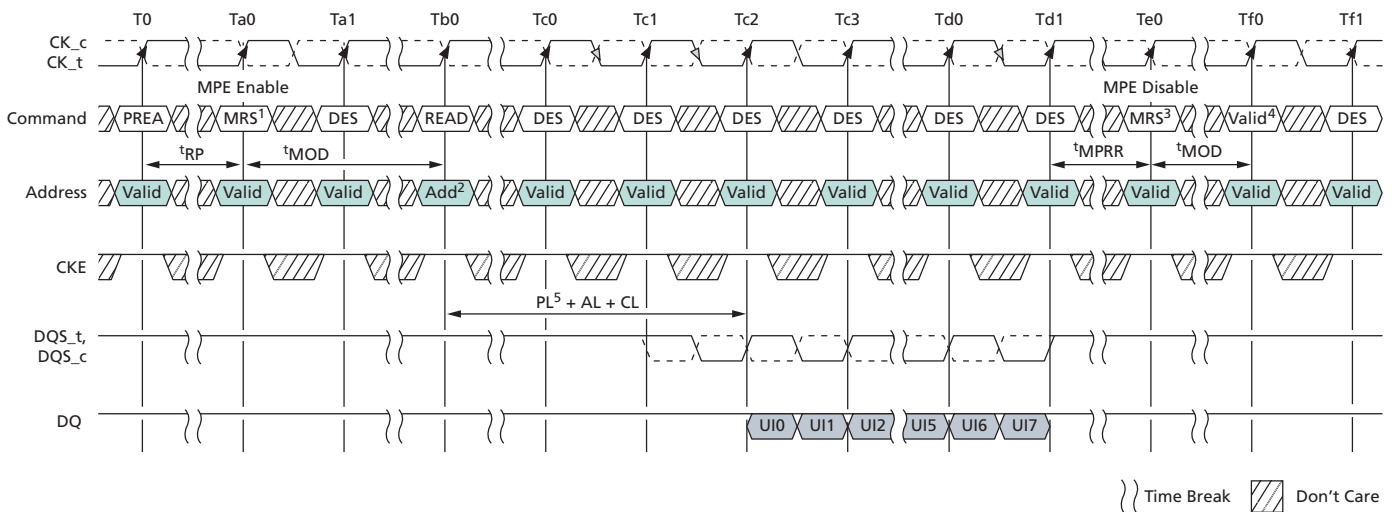 T0 Ta0 Ta1 Tb0 Tc0 Tc1 Tc2 Tc3 Td0 Td1 Te0 Tf0 Tf1
CK_c
CK_t
MPE Enable MPE Disable
Command PREA MRS¹ DES READ DES DES DES DES DES DES MRS³ Valid⁴ DES
tRP tMOD tMPRR tMOD
Address Valid Valid Valid Add² Valid Valid Valid Valid Valid Valid Valid Valid Valid
CKE
PL⁵ + AL + CL
DQS_t,
DQS_c
DQ UI0 UI1 UI2 UI5 UI6 UI7
Time Break Don't Care